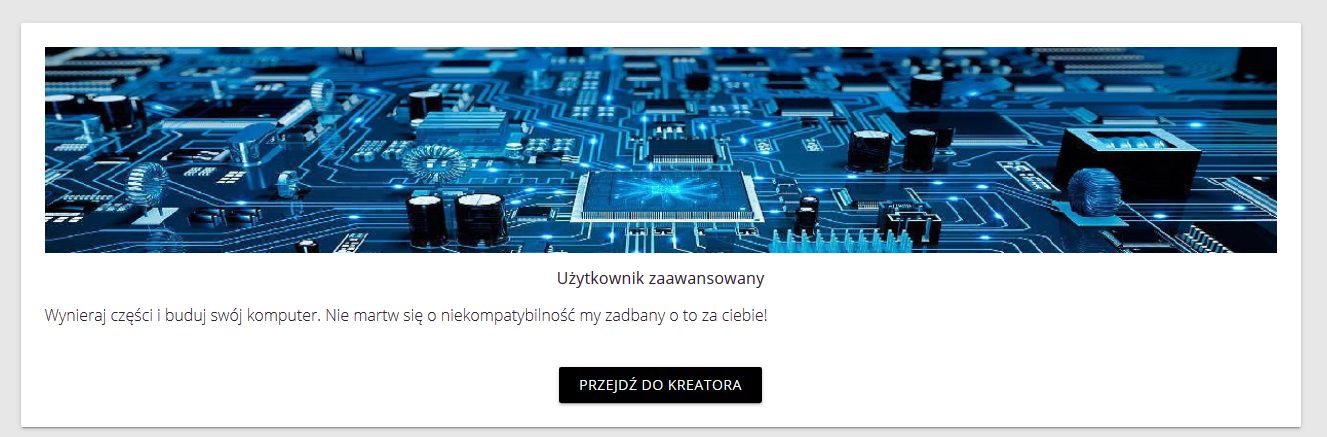 Użytkownik zaawansowany
Wynieraj części i buduj swój komputer. Nie martw się o niekompatybilność my zadbany o to za ciebie!
PRZEJDŹ DO KREATORA